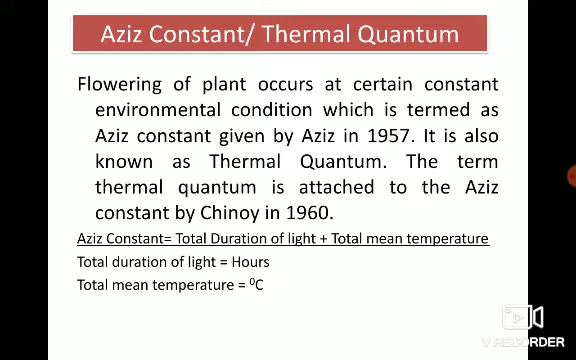 Aziz Constant/ Thermal Quantum
Flowering of plant occurs at certain constant
environmental condition which is termed as
Aziz constant given by Aziz in 1957. It is also
known as Thermal Quantum. The term
thermal quantum is attached to the Aziz
constant by Chinoy in 1960.
Aziz Constant= Total Duration of light + Total mean temperature
Total duration of light = Hours
Total mean temperature = ⁰C
V RECORDER